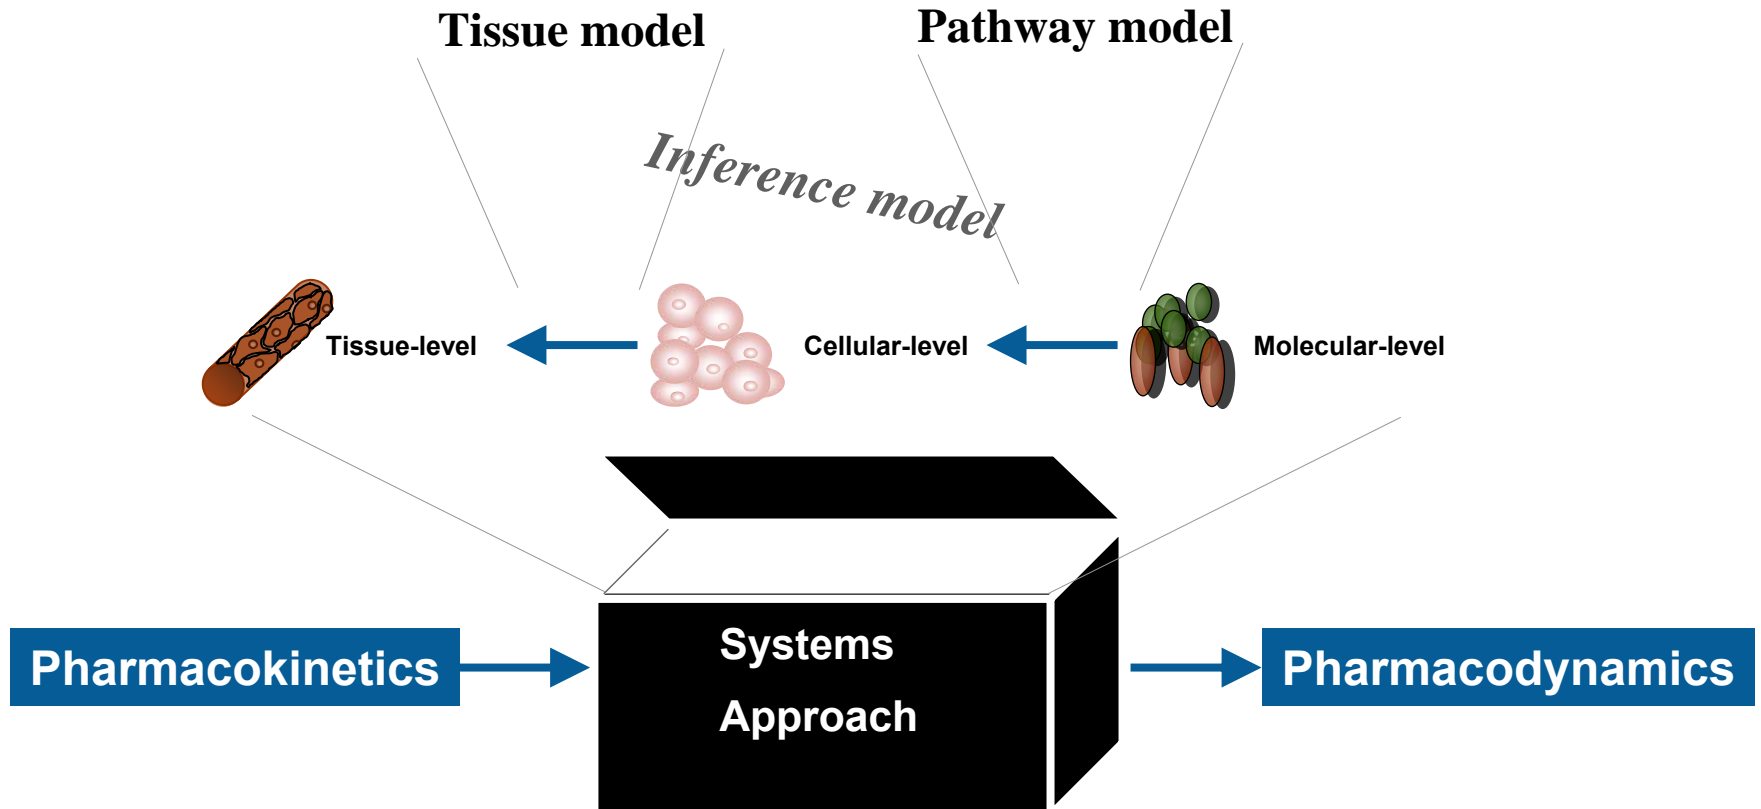 Tissue model
Pathway model
Inference model
Tissue-level
Cellular-level
Molecular-level
Systems
Approach
Pharmacokinetics
Pharmacodynamics